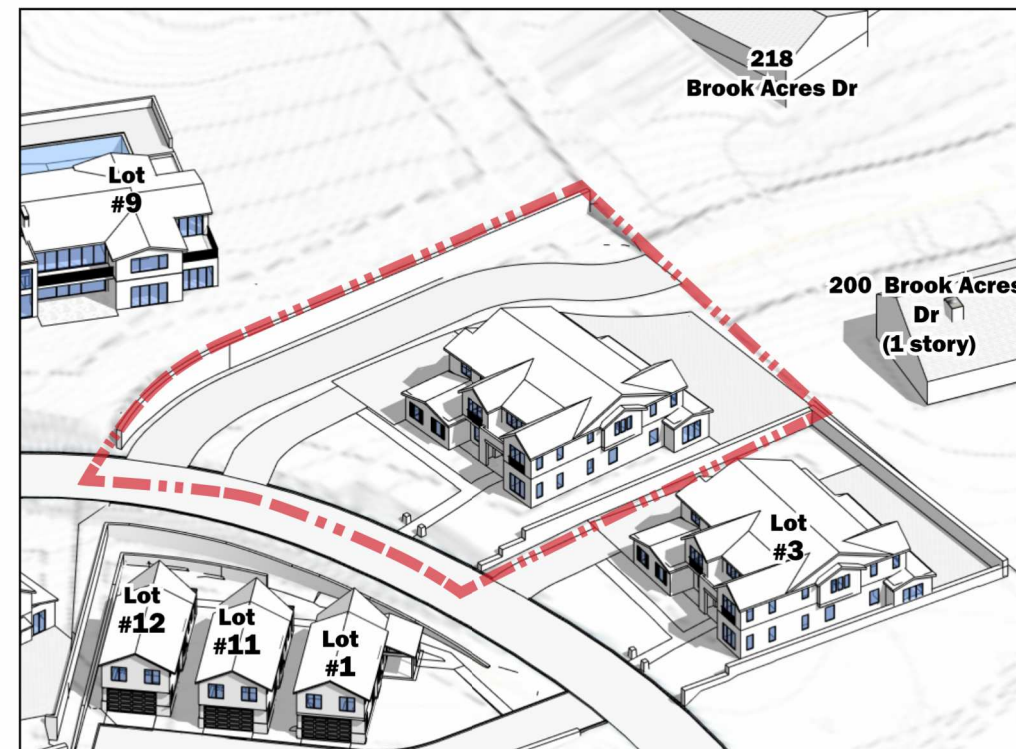 218
Brook Acres Dr
Lot
#9
200 Brook Acres
Dr
(1 story)
Lot
#3
Lot
#12
Lot
#11
Lot
#1